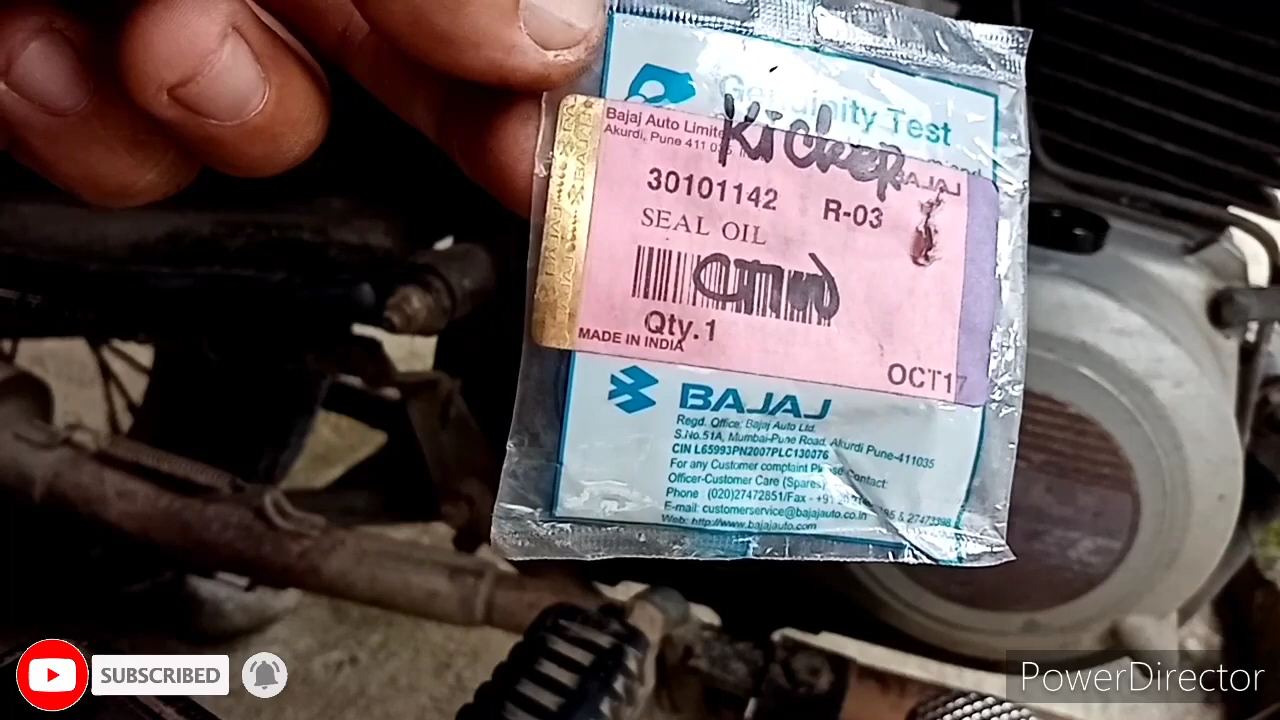 Genuinity Test
Bajaj Auto Limite
Akurdi, Pune 411 035,
Kicker
BAJAJ
30101142 R-03
SEAL OIL
Qty.1
MADE IN INDIA
OCT17
BAJAJ
Regd. Office: Bajaj Auto Ltd.
S.No.51A, Mumbai-Pune Road, Akurdi Pune-411035
CIN L65993PN2007PLC130076
For any Customer complaint Please Contact:
Officer-Customer Care (Spares)
Phone (020)27472851/Fax - +91
E-mail: customerservice@bajajauto.co.in
Web: http://www.bajajauto.com
SUBSCRIBED
PowerDirector